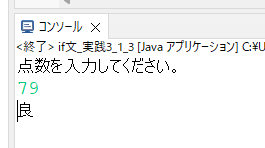 コンソール ×
<終了> if文_実践3_1_3 [Java アプリケーション] C:¥U
点数を入力してください。
79
良